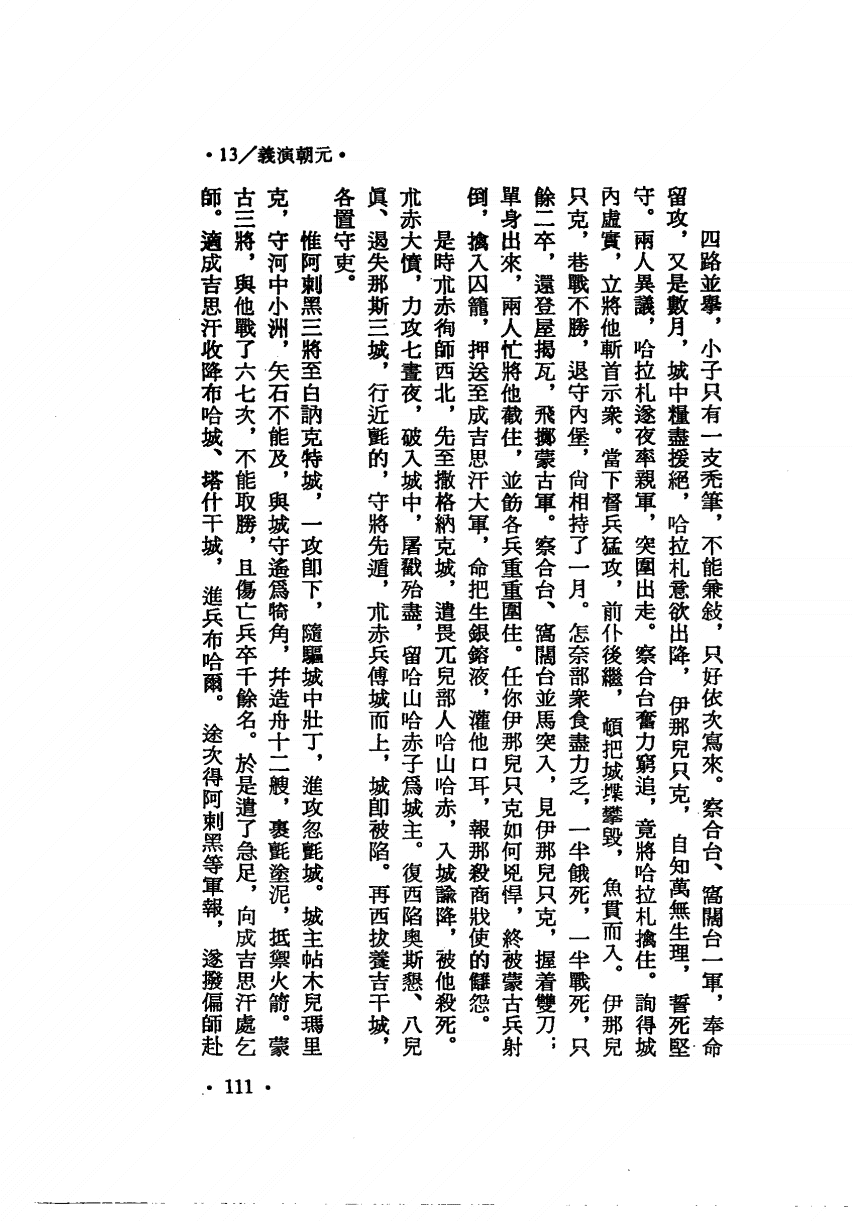 •13／義演朝元•
四路並舉，小子只有一支禿筆，不能兼敍，只好依次寫來。察合台、窩闊台一軍，奉命
留攻，又是數月，城中糧盡援絕，哈拉札意欲出降，伊那兒只克，自知萬無生理，誓死堅
守。兩人異議，哈拉札遂夜率親軍，突圍出走。察合台奮力窮追，竟將哈拉札擒住。詢得城
內虛實，立將他斬首示衆。當下督兵猛攻，前仆後繼，頓把城堞攀毀，魚貫而入。伊那兒
只克，巷戰不勝，退守內堡，尙相持了一月。怎奈部衆食盡力乏，一半餓死，一半戰死，只
餘二卒，還登屋揭瓦，飛擲蒙古軍。察合台、窩闊台並馬突入，見伊那兒只克，握着雙刀；
單身出來，兩人忙將他截住，並飭各兵重重圍住。任你伊那兒只克如何兇悍，終被蒙古兵射
倒，擒入囚籠，押送至成吉思汗大軍，命把生銀鎔液，灌他口耳，報那殺商戕使的讎怨。
是時朮赤徇師西北，先至撒格納克城，遣畏兀兒部人哈山哈赤，入城諭降，被他殺死。
朮赤大憤，力攻七晝夜，破入城中，屠戮殆盡，留哈山哈赤子爲城主。復西陷奧斯懇、八兒
眞、遏失那斯三城，行近氈的，守將先遁，朮赤兵傅城而上，城卽被陷。再西拔養吉干城，
各置守吏。
惟阿剌黑三將至白訥克特城，一攻卽下，隨驅城中壯丁，進攻忽氈城。城主帖木兒瑪里
克，守河中小洲，矢石不能及，與城守遙爲犄角，幷造舟十二艘，裹氈塗泥，抵禦火箭。蒙
古三將，與他戰了六七次，不能取勝，且傷亡兵卒千餘名。於是遣了急足，向成吉思汗處乞
師。適成吉思汗收降布哈城、塔什干城，進兵布哈爾。途次得阿剌黑等軍報，遂撥偏師赴
•111•